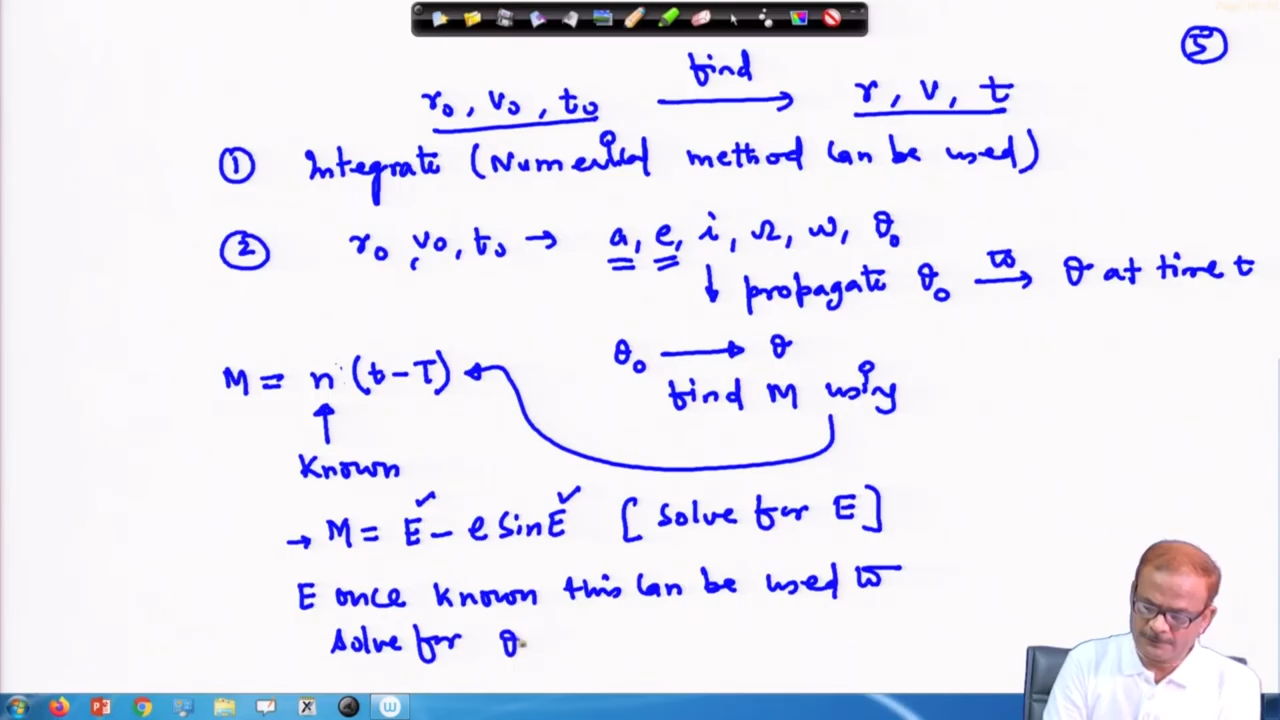 ⑤
find
r₀, v₀, t₀ → r, v, t
① Integrate (Numerical method can be used)
② r₀, v₀, t₀ → a, e, i, Ω, ω, θ₀
↓ propagate θ₀ to → θ at time t
θ₀ → θ
find M using
M = n (t-T)
↑
Known
→ M = E - e sin E [Solve for E]
E once known this can be used to
solve for θ